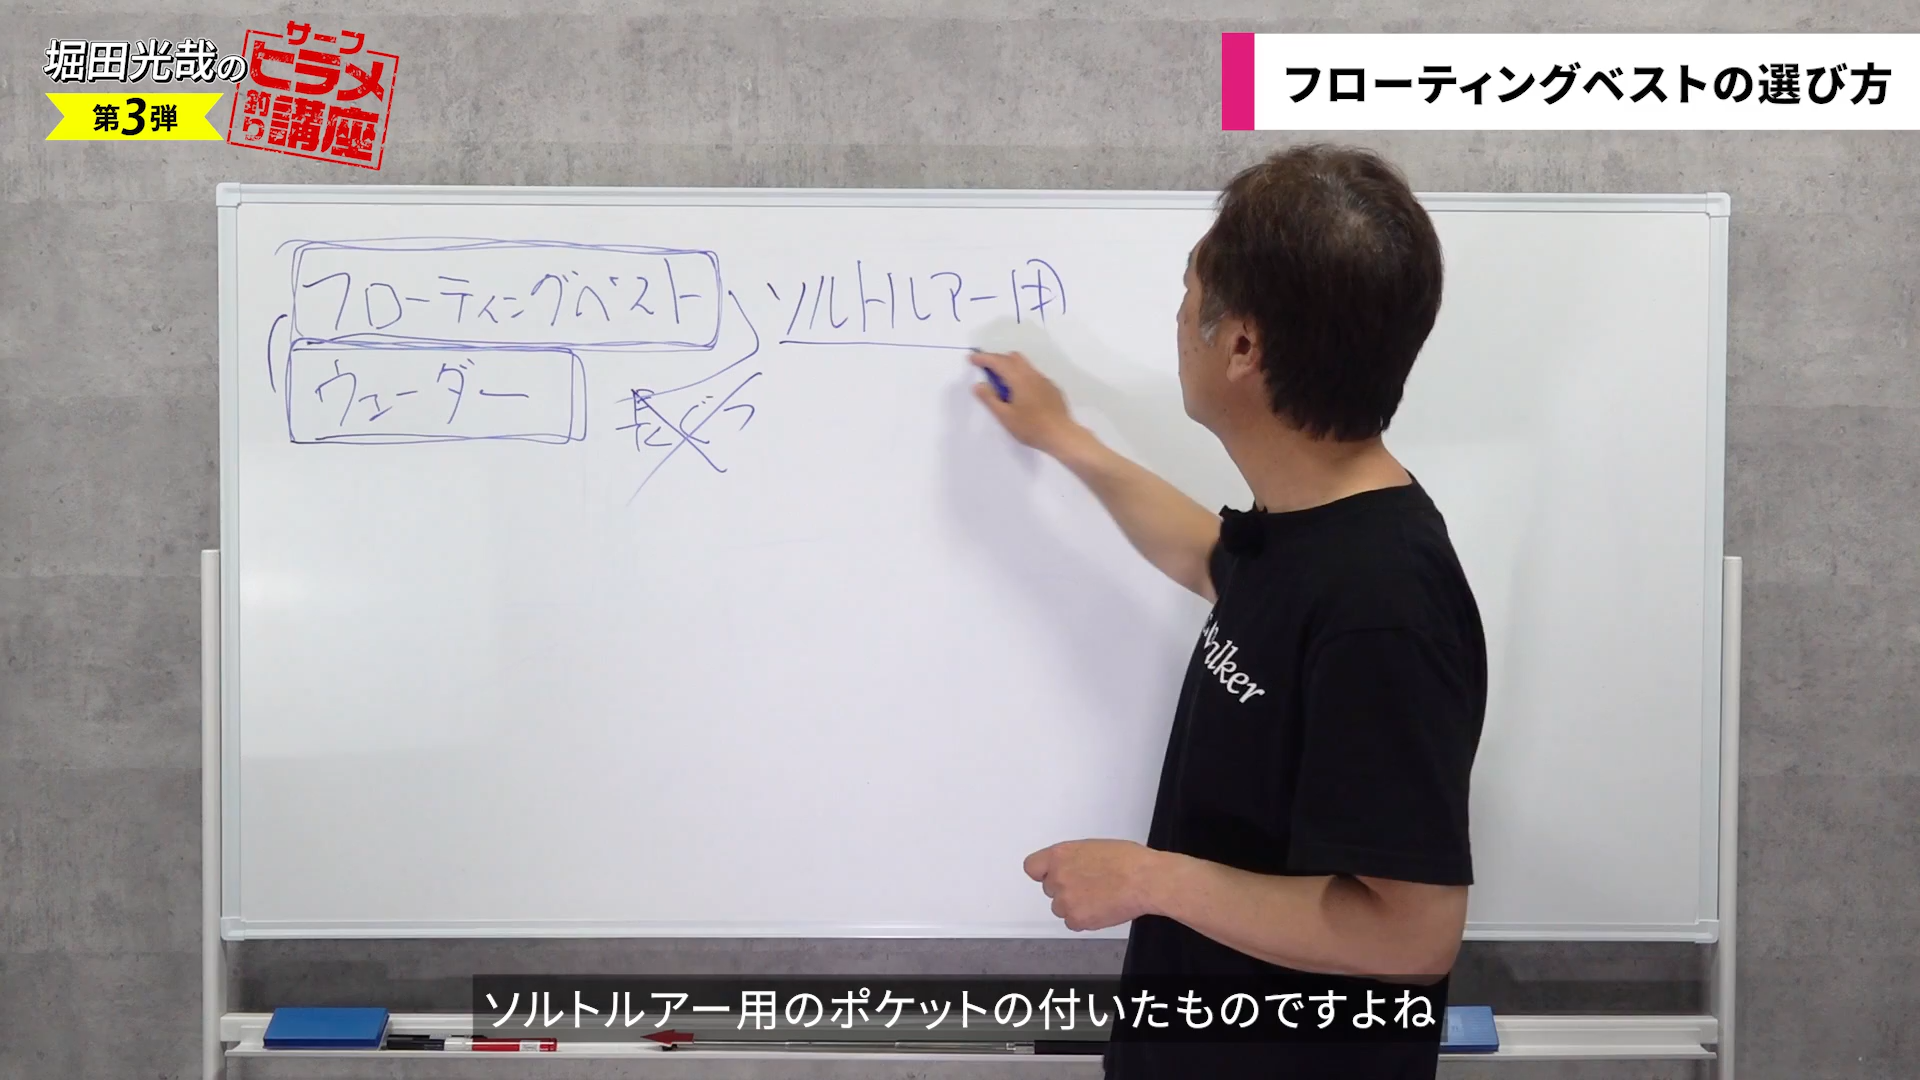 堀田光哉の
サーフ
ヒラメ
釣り講座
第3弾
フローティングベストの選び方
フローティングベスト
ソルトルアー用
ウェーダー
長ぐつ
alker
ソルトルアー用のポケットの付いたものですよね